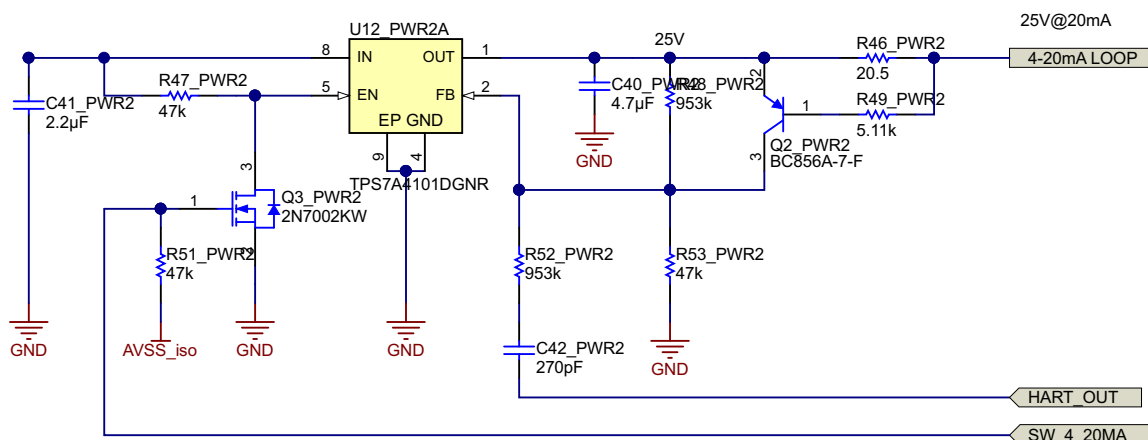 25V@20mA
U12_PWR2A
8
IN
OUT
1
25V
R46_PWR2
20.5
4-20mA LOOP
R47_PWR2
47k
5
EN
FB
2
C41_PWR2
2.2µF
C40_PWR2
4.7µF
R48_PWR2
953k
2
1
R49_PWR2
5.11k
EP GND
9
4
TPS7A4101DGNR
GND
3
Q2_PWR2
BC856A-7-F
3
1
Q3_PWR2
2N7002KW
2
R51_PWR2
47k
R52_PWR2
953k
R53_PWR2
47k
GND
AVSS_iso
GND
GND
C42_PWR2
270pF
GND
HART_OUT
SW_4_20MA